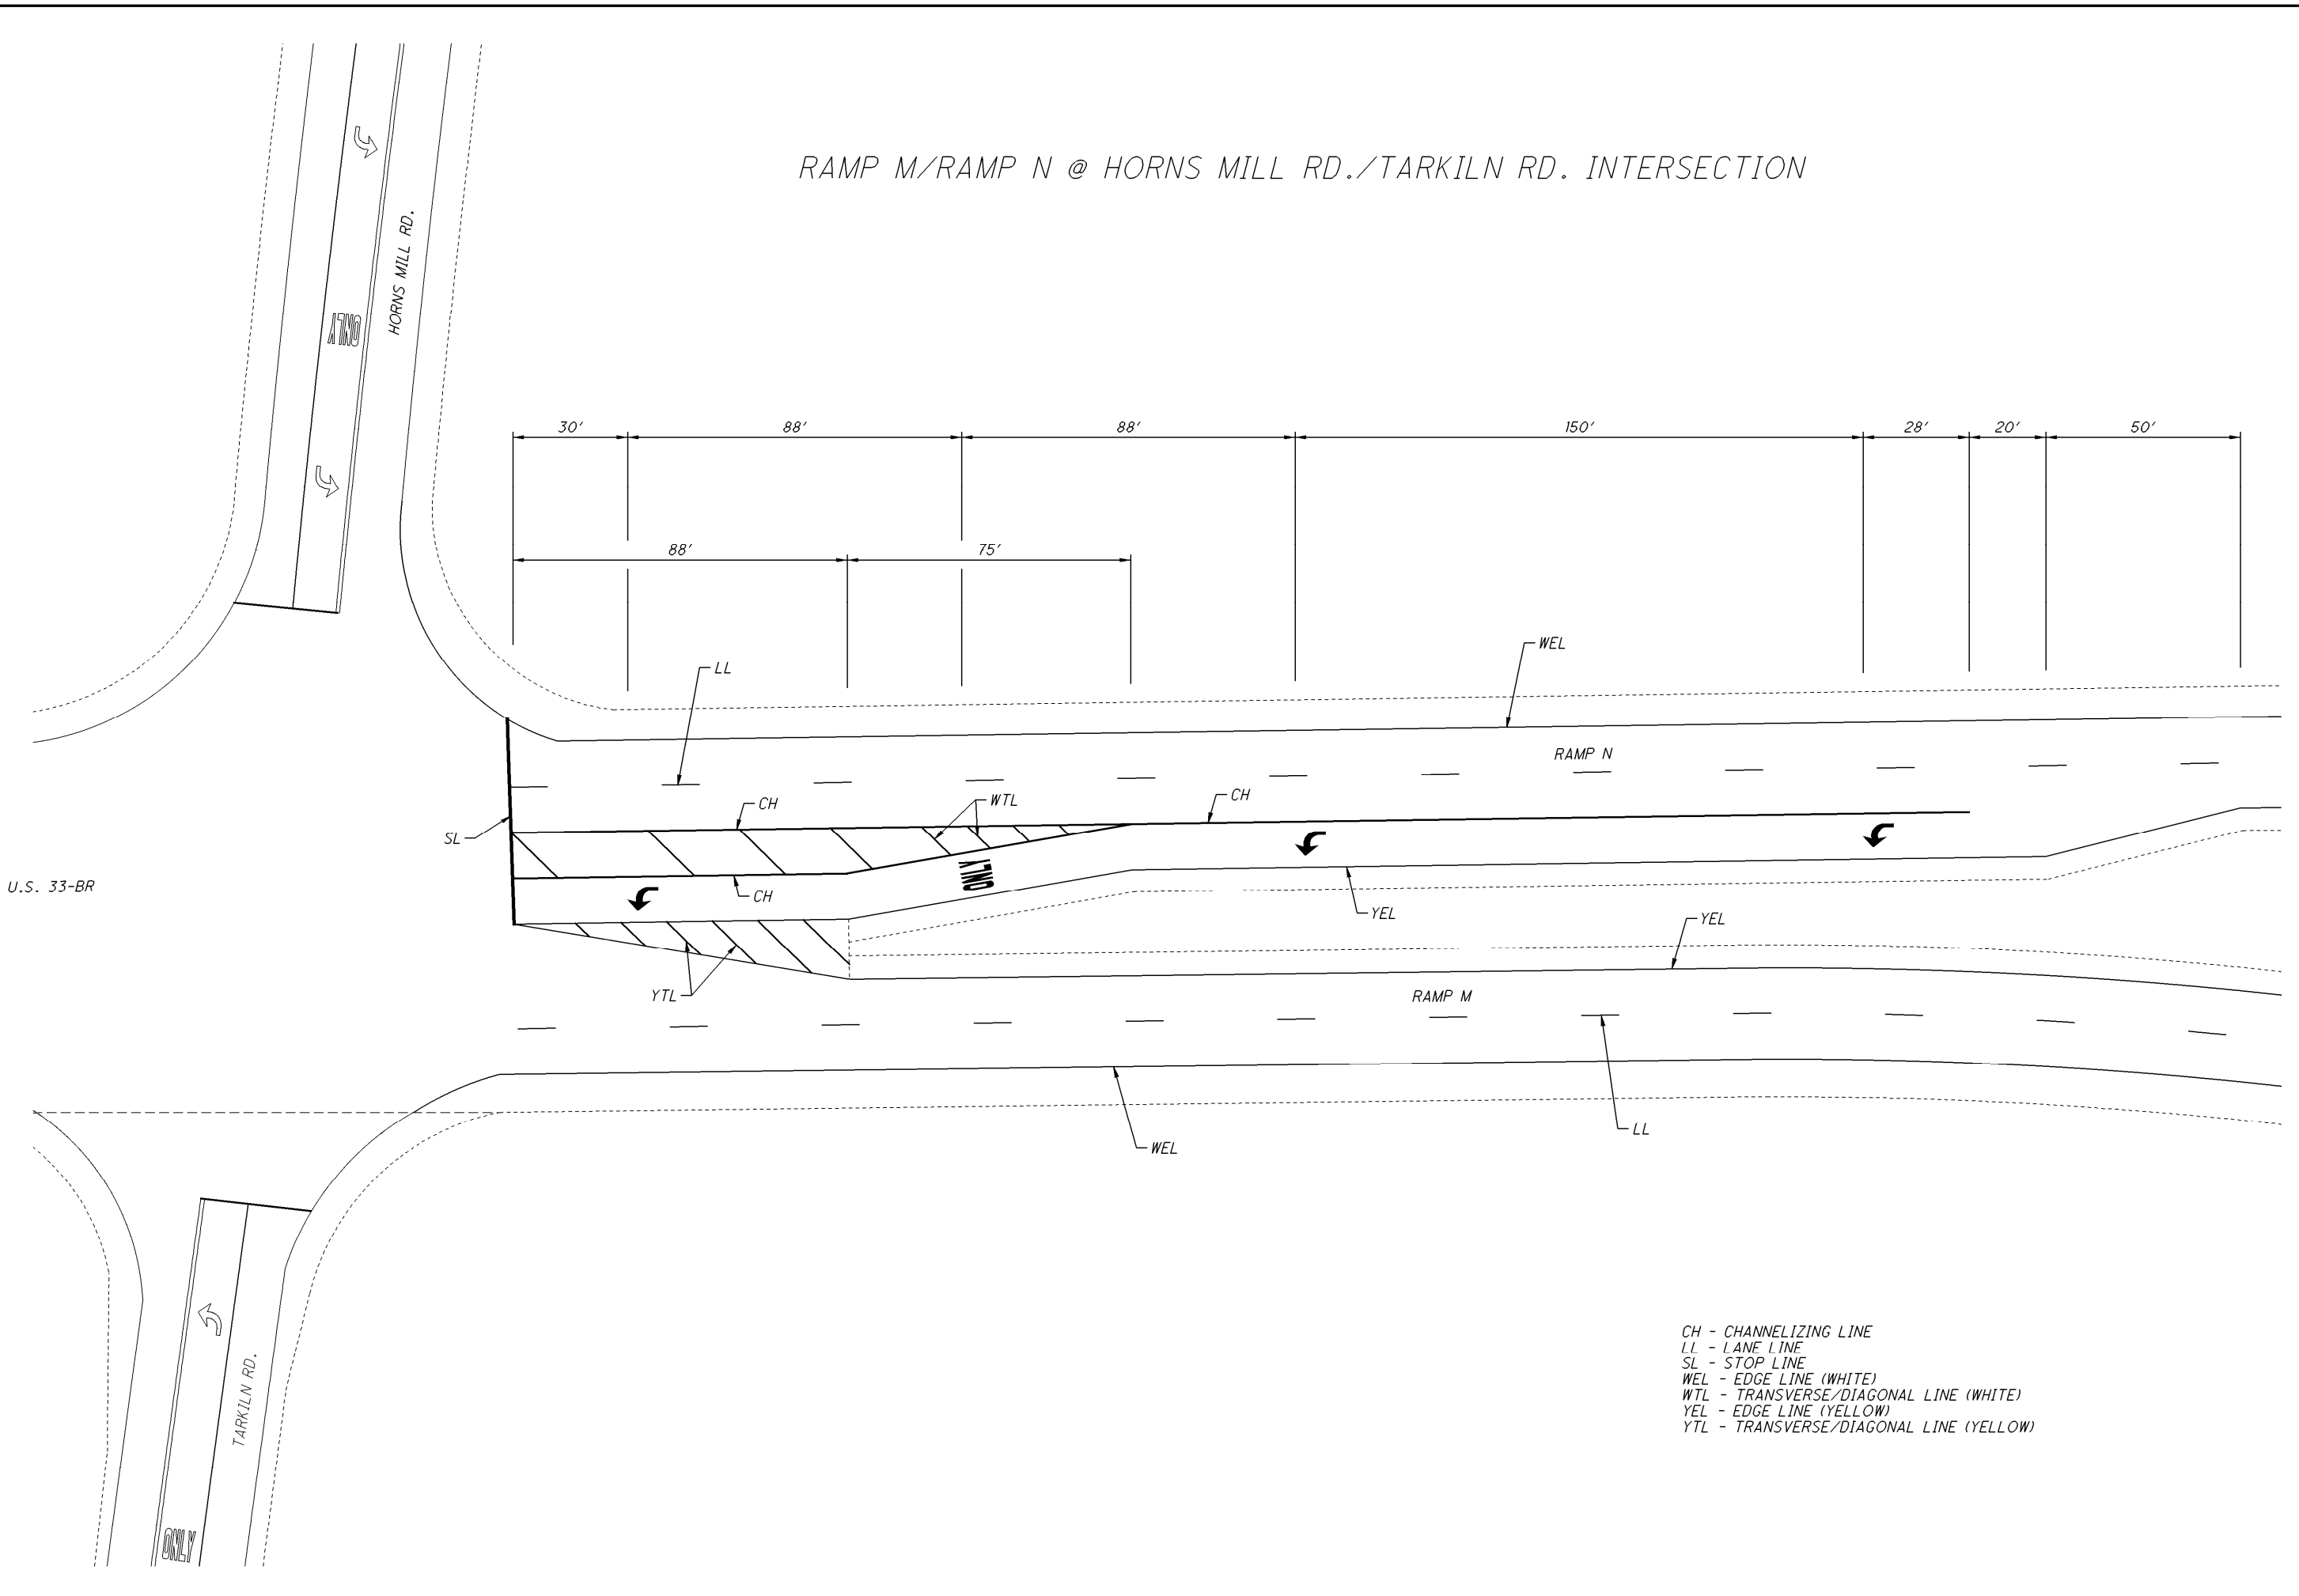 RAMP M/RAMP N @ HORNS MILL RD./TARKILN RD. INTERSECTION
HORNS MILL RD.
ONLY
30'
88'
88'
150'
28'
20'
50'
88'
75'
WEL
LL
RAMP N
CH
WTL
CH
SL
ONLY
U.S. 33-BR
CH
YEL
YEL
YTL
RAMP M
LL
WEL
TARKILN RD.
ONLY
CH - CHANNELIZING LINE
LL - LANE LINE
SL - STOP LINE
WEL - EDGE LINE (WHITE)
WTL - TRANSVERSE/DIAGONAL LINE (WHITE)
YEL - EDGE LINE (YELLOW)
YTL - TRANSVERSE/DIAGONAL LINE (YELLOW)